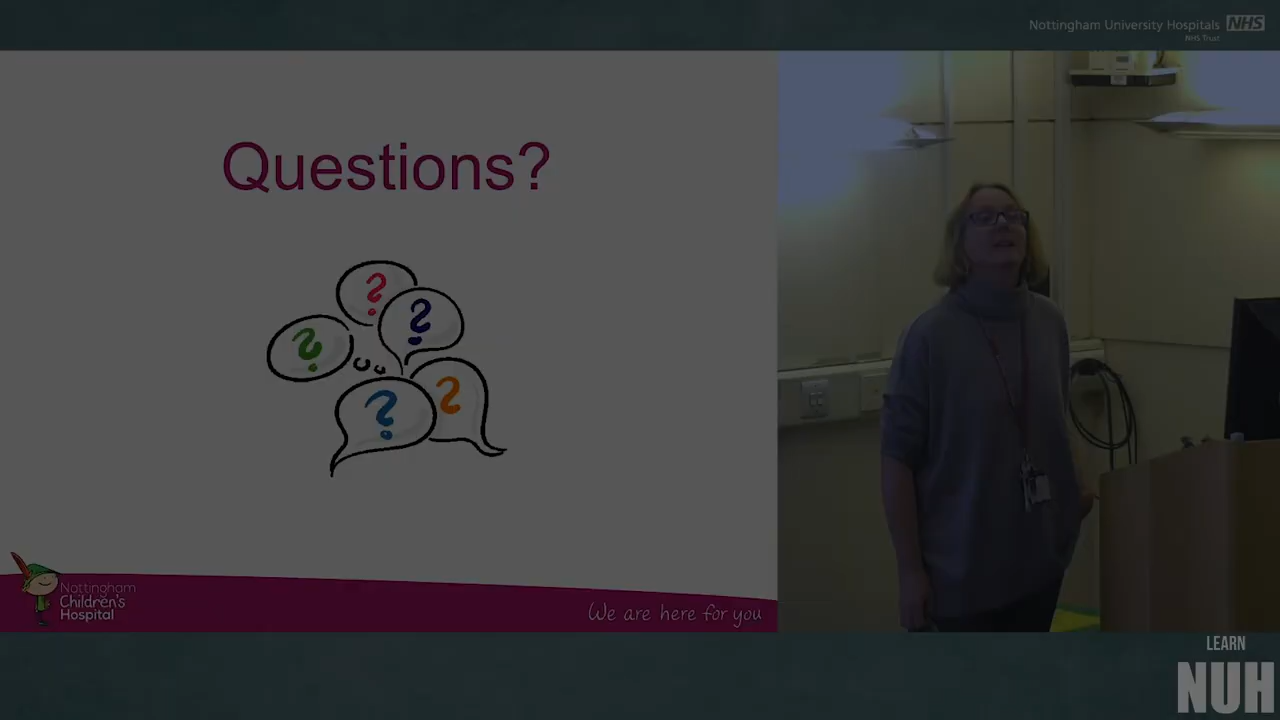 Nottingham University Hospitals NHS
NHS Trust
Questions?
?
?
?
?
?
Nottingham
Children's
Hospital
We are here for you
LEARN
NUH